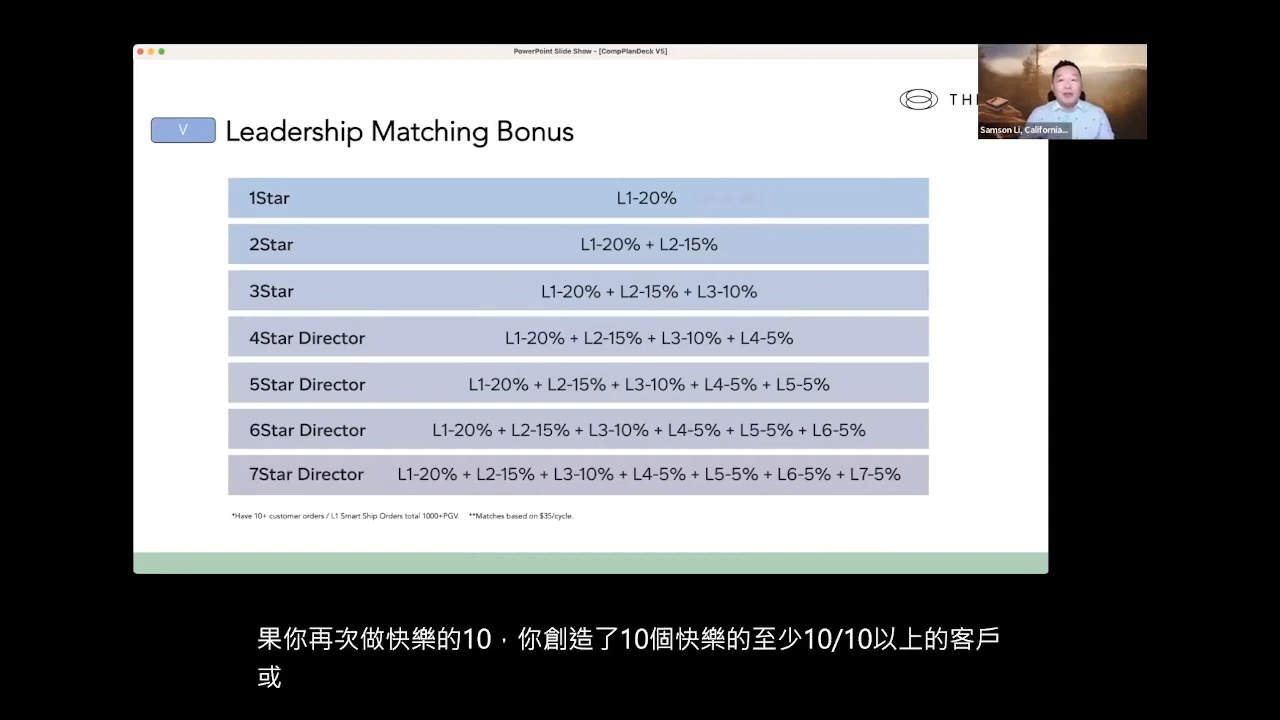 PowerPoint Slide Show - [CompPlanDeck V5]
THE
Samson Li, California...
V
Leadership Matching Bonus
1Star L1-20%
2Star L1-20% + L2-15%
3Star L1-20% + L2-15% + L3-10%
4Star Director L1-20% + L2-15% + L3-10% + L4-5%
5Star Director L1-20% + L2-15% + L3-10% + L4-5% + L5-5%
6Star Director L1-20% + L2-15% + L3-10% + L4-5% + L5-5% + L6-5%
7Star Director L1-20% + L2-15% + L3-10% + L4-5% + L5-5% + L6-5% + L7-5%
*Have 10+ customer orders / L1 Smart Ship Orders total 1000+PGV. **Matches based on $35/cycle.
果你再次做快樂的10，你創造了10個快樂的至少10/10以上的客戶
或